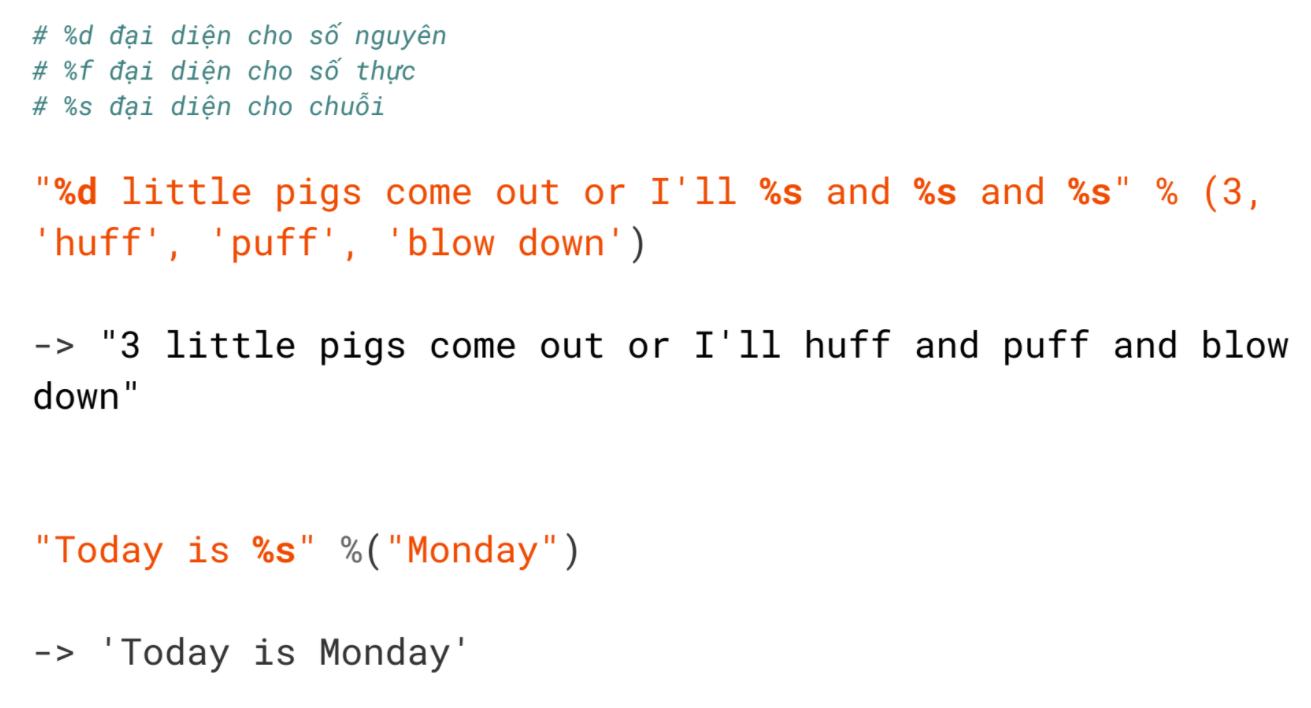 # %d đại diện cho số nguyên
# %f đại diện cho số thực
# %s đại diện cho chuỗi
"%d little pigs come out or I'll %s and %s and %s" % (3,
'huff', 'puff', 'blow down')
-> "3 little pigs come out or I'll huff and puff and blow
down"
"Today is %s" %("Monday")
-> 'Today is Monday'